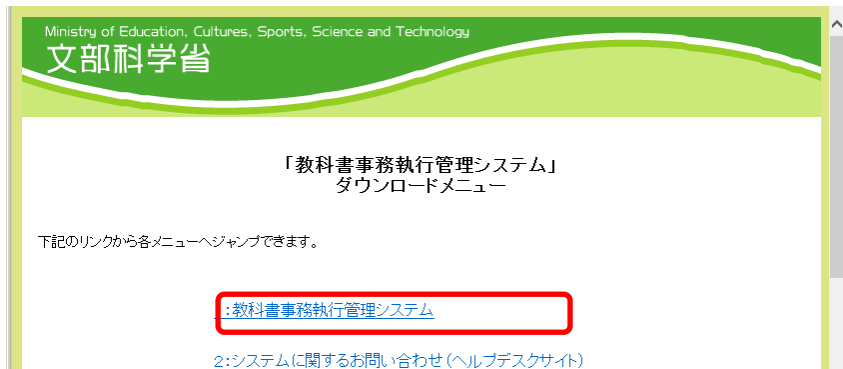 Ministry of Education, Cultures, Sports, Science and Technology
文部科学省
「教科書事務執行管理システム」
ダウンロードメニュー
下記のリンクから各メニューへジャンプできます。
:教科書事務執行管理システム
2:システムに関するお問い合わせ(ヘルプデスクサイト)